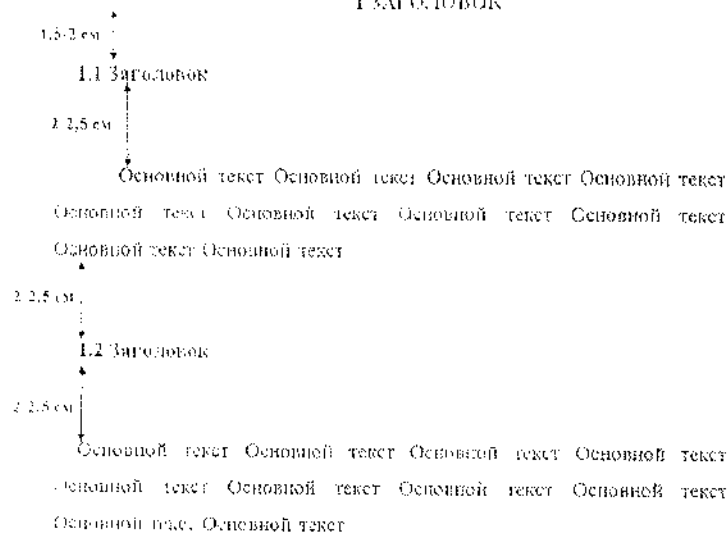 1 ЗАГОЛОВОК
1,5-2 см
1.1 Заголовок
2 2,5 см
Основной текст Основной текст Основной текст Основной текст
Основной текст Основной текст Основной текст Основной текст
Основной текст Основной текст
2 2,5 см
1.2 Заголовок
2 2,5 см
Основной текст Основной текст Основной текст Основной текст
Основной текст Основной текст Основной текст Основной текст
Основной текст Основной текст